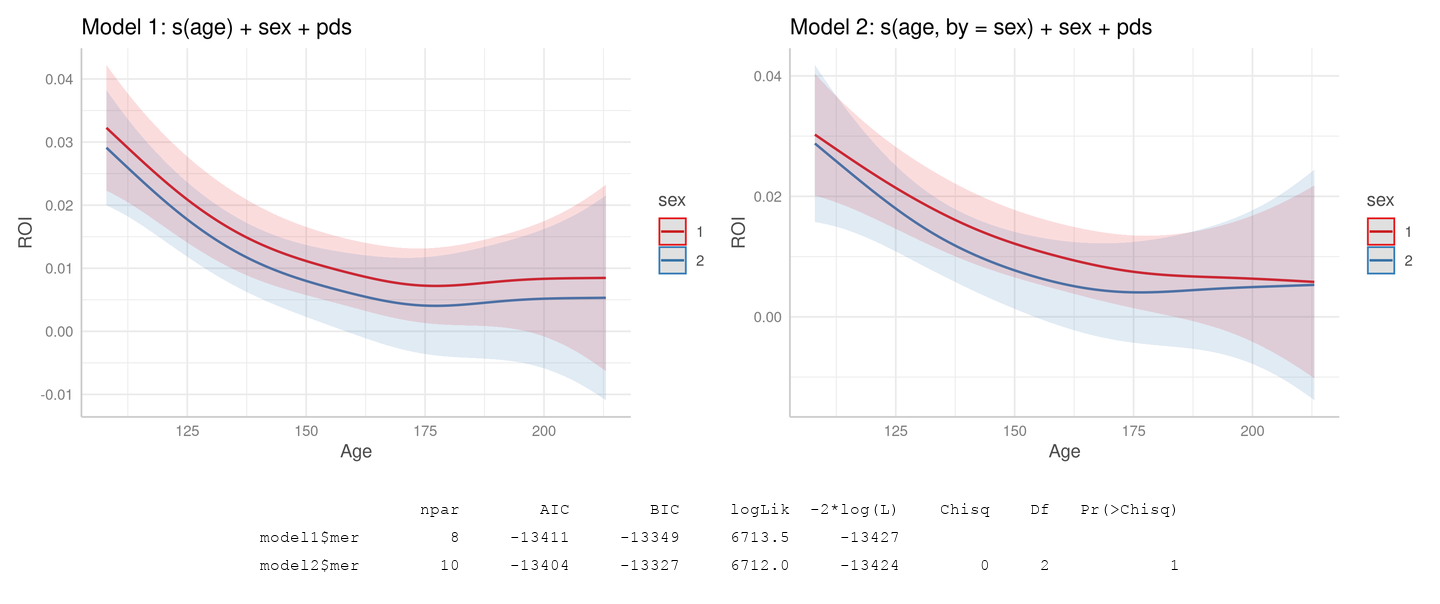 Model 1: s(age) + sex + pds
0.04
0.03
0.02
0.01
0.00
-0.01
ROI
125 150 175 200
Age
sex
1
2
Model 2: s(age, by = sex) + sex + pds
0.04
0.02
0.00
ROI
125 150 175 200
Age
sex
1
2
npar AIC BIC logLik -2*log(L) Chisq Df Pr(>Chisq)
model1$mer 8 -13411 -13349 6713.5 -13427
model2$mer 10 -13404 -13327 6712.0 -13424 0 2 1